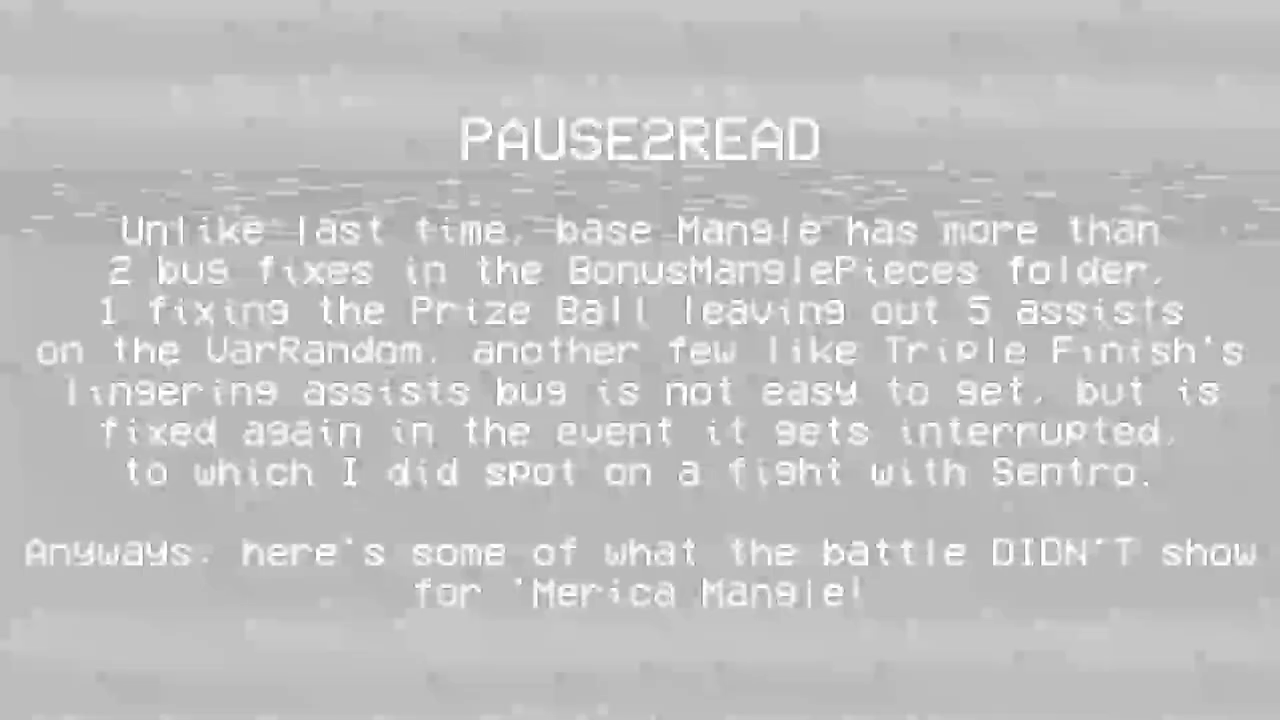 PAUSE2READ
Unlike last time, base Mangle has more than
2 bug fixes in the BonusManglePieces folder,
1 fixing the Prize Ball leaving out 5 assists
on the VarRandom, another few like Triple Finish's
lingering assists bug is not easy to get, but is
fixed again in the event it gets interrupted,
to which I did spot on a fight with Sentro.
Anyways, here's some of what the battle DIDN'T show
for 'Merica Mangle!